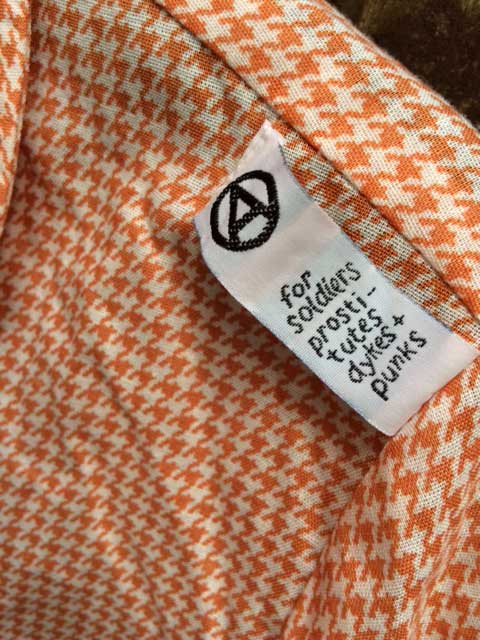 A
for
soldiers
prosti-
tutes
dykes+
punks